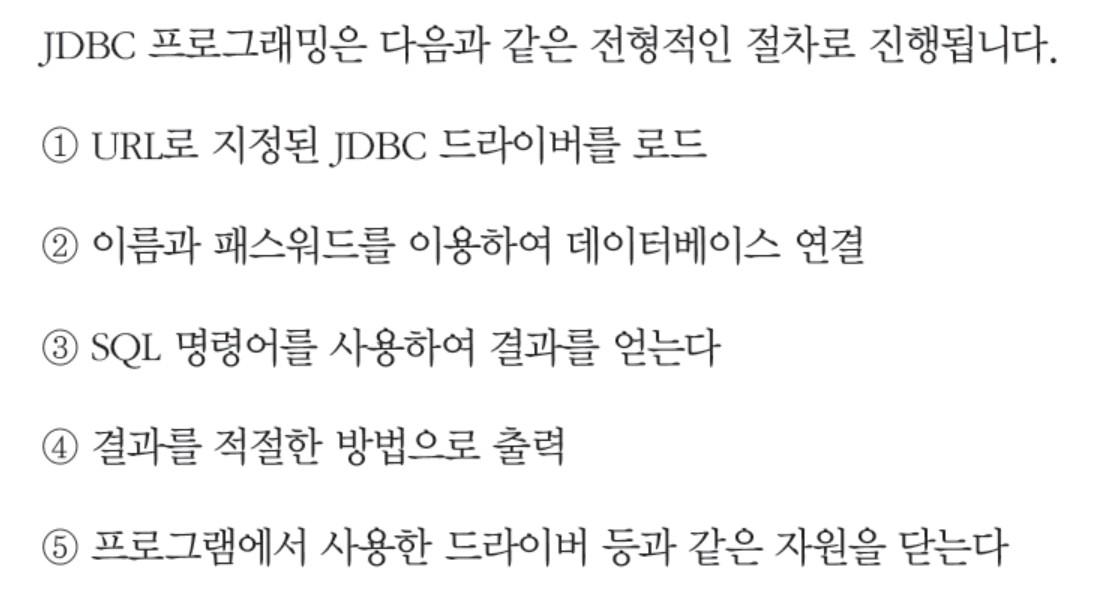 JDBC 프로그래밍은 다음과 같은 전형적인 절차로 진행됩니다.
① URL로 지정된 JDBC 드라이버를 로드
② 이름과 패스워드를 이용하여 데이터베이스 연결
③ SQL 명령어를 사용하여 결과를 얻는다
④ 결과를 적절한 방법으로 출력
⑤ 프로그램에서 사용한 드라이버 등과 같은 자원을 닫는다